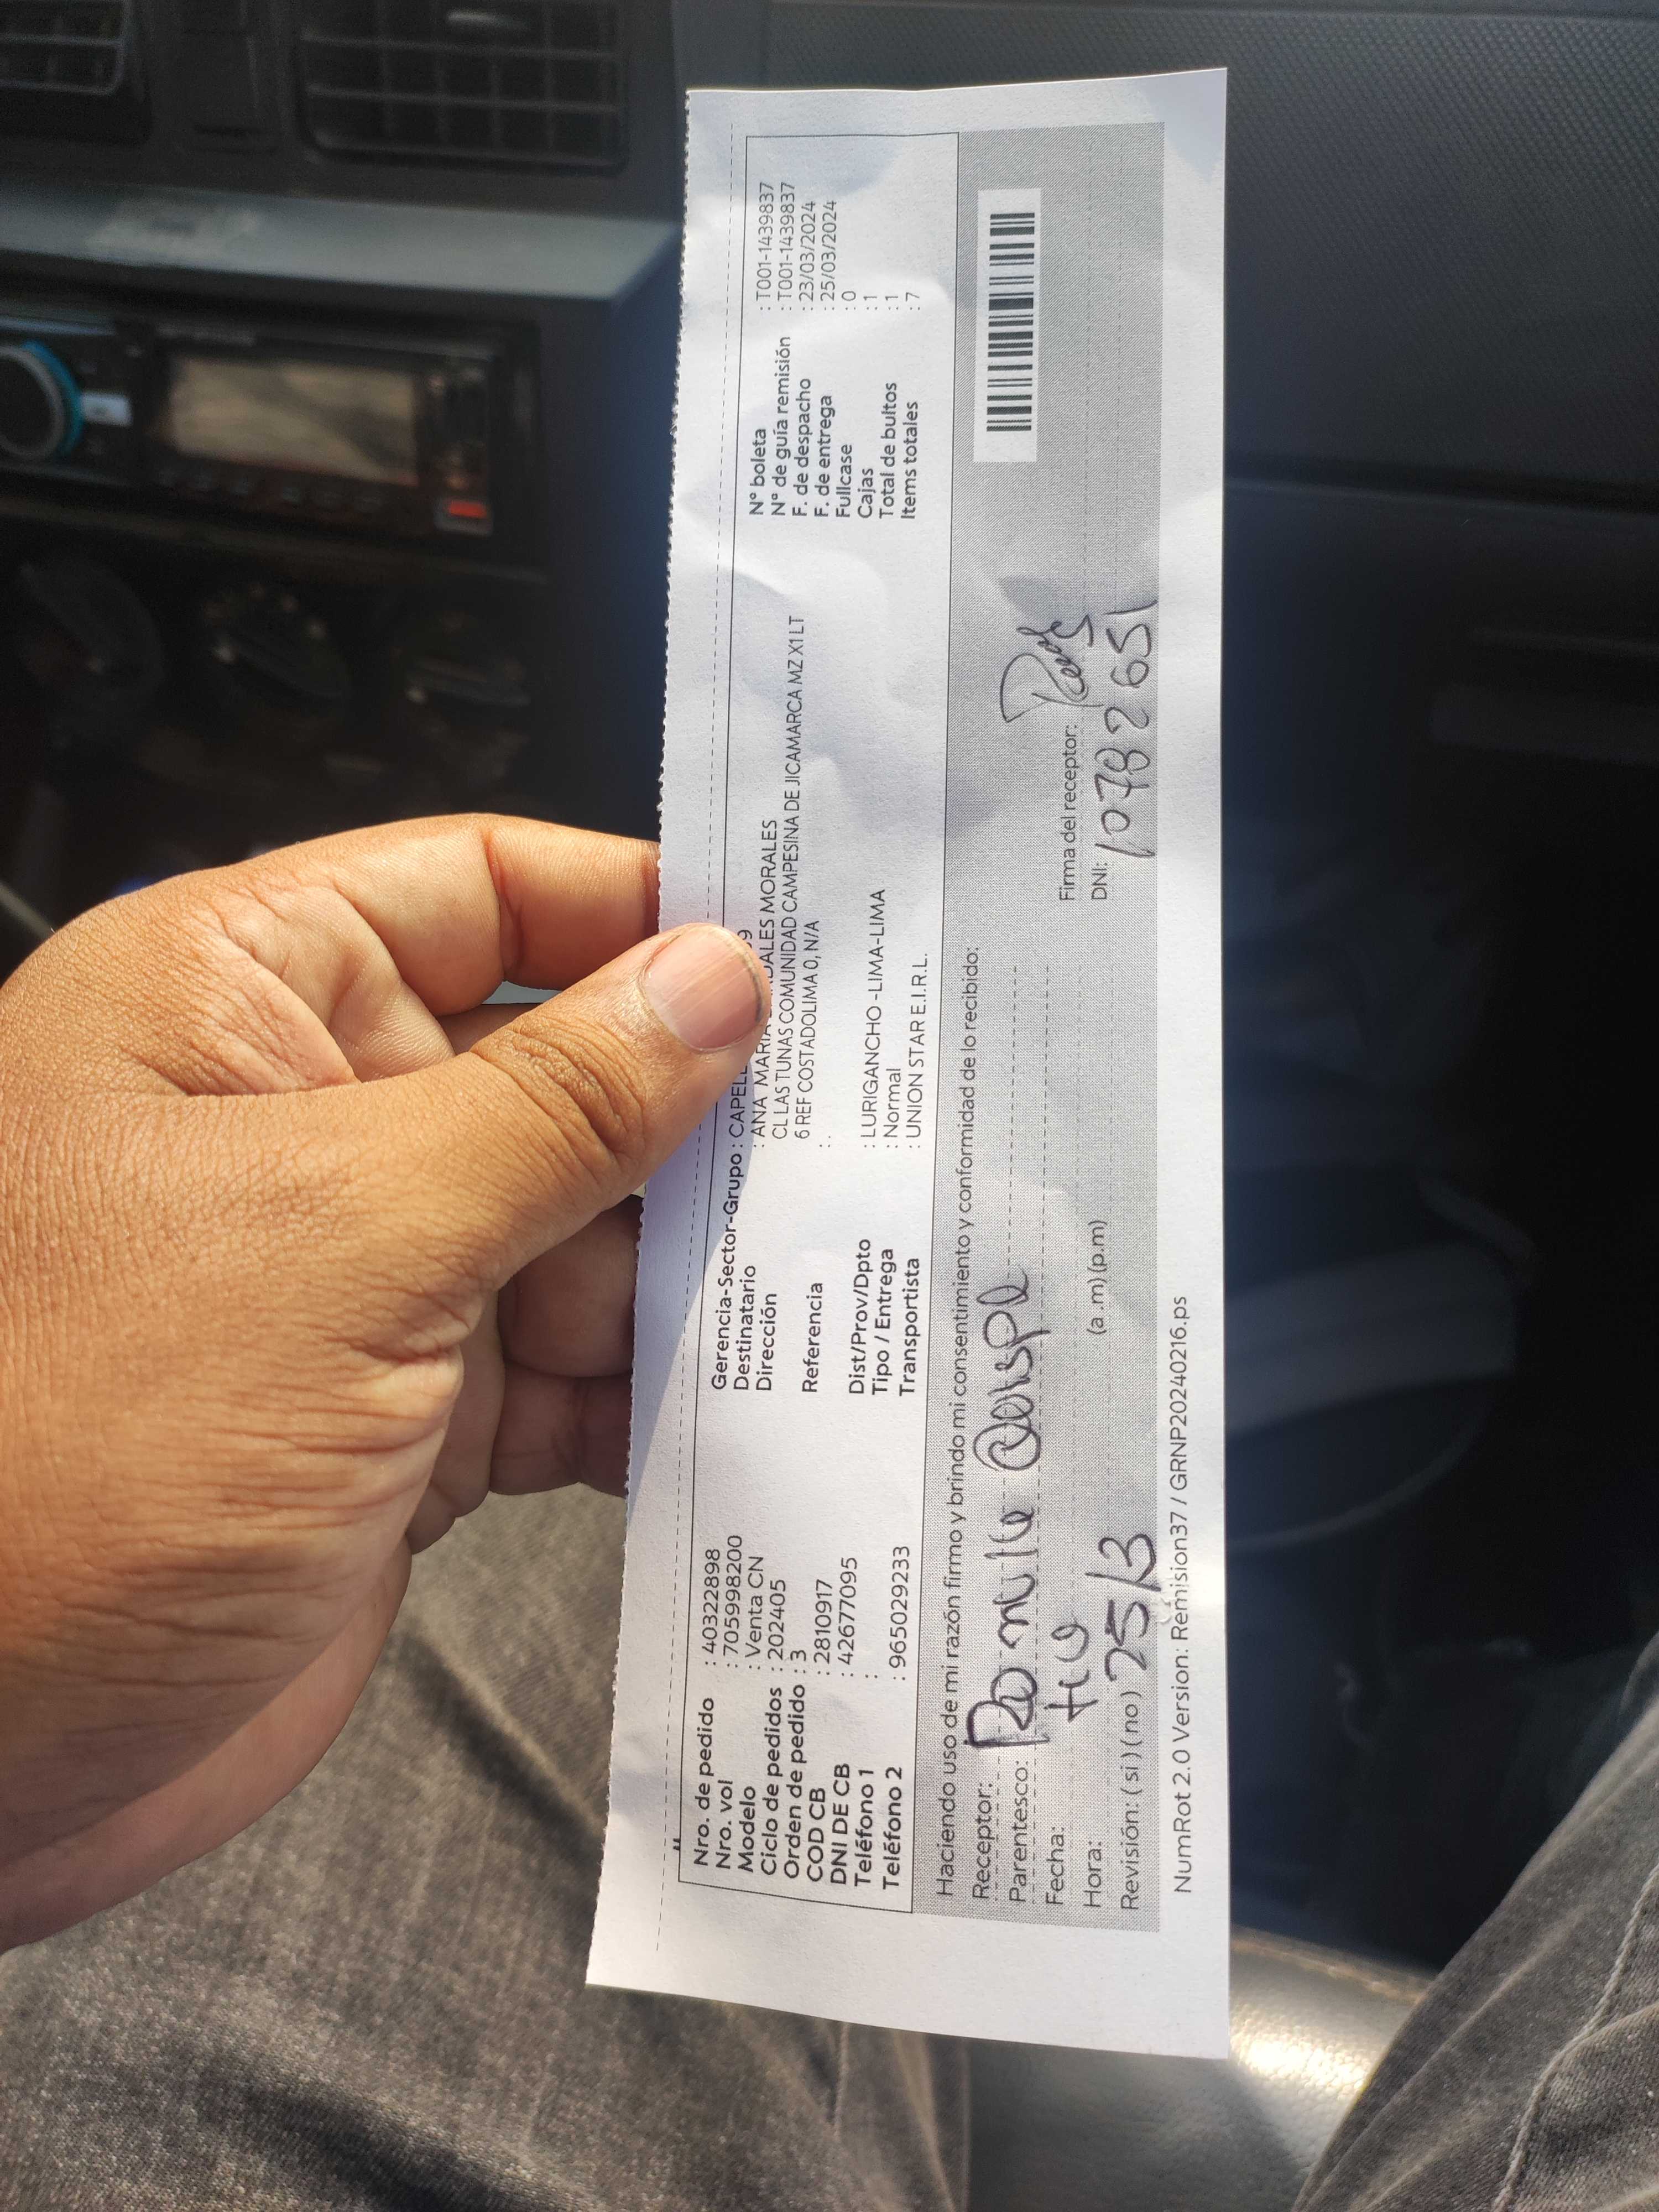 Nro. de pedido : 40322898
Nro. vol : 7059998200
Modelo : Venta CN
Ciclo de pedidos : 202405
Orden de pedido : 3
COD CB : 2810917
DNI DE CB : 42677095
Teléfono 1 :
Teléfono 2 : 965029233
Gerencia-Sector-Grupo : CAPELL 9
Destinatario : ANA MARIA ALES MORALES
Dirección CL LAS TUNAS COMUNIDAD CAMPESINA DE JICAMARCA MZ X1 LT
6 REF COSTADOLIMA 0, N/A
Referencia : .
Dist/Prov/Dpto : LURIGANCHO -LIMA-LIMA
Tipo / Entrega : Normal
Transportista : UNION STAR E.I.R.L.
N° boleta : T001-1439837
N° de guía remisión : T001-1439837
F. de despacho : 23/03/2024
F. de entrega : 25/03/2024
Fullcase : 0
Cajas : 1
Total de bultos : 1
Items totales : 7
Haciendo uso de mi razón firmo y brindo mi consentimiento y conformidad de lo recibido:
Receptor:
Parentesco:
Fecha:
Hora: (a .m) (p.m)
Revisión: ( si ) ( no ) 25/3
Firma del receptor:
DNI: 10782651
NumRot 2.0 Version: Remision37 / GRNP20240216.ps